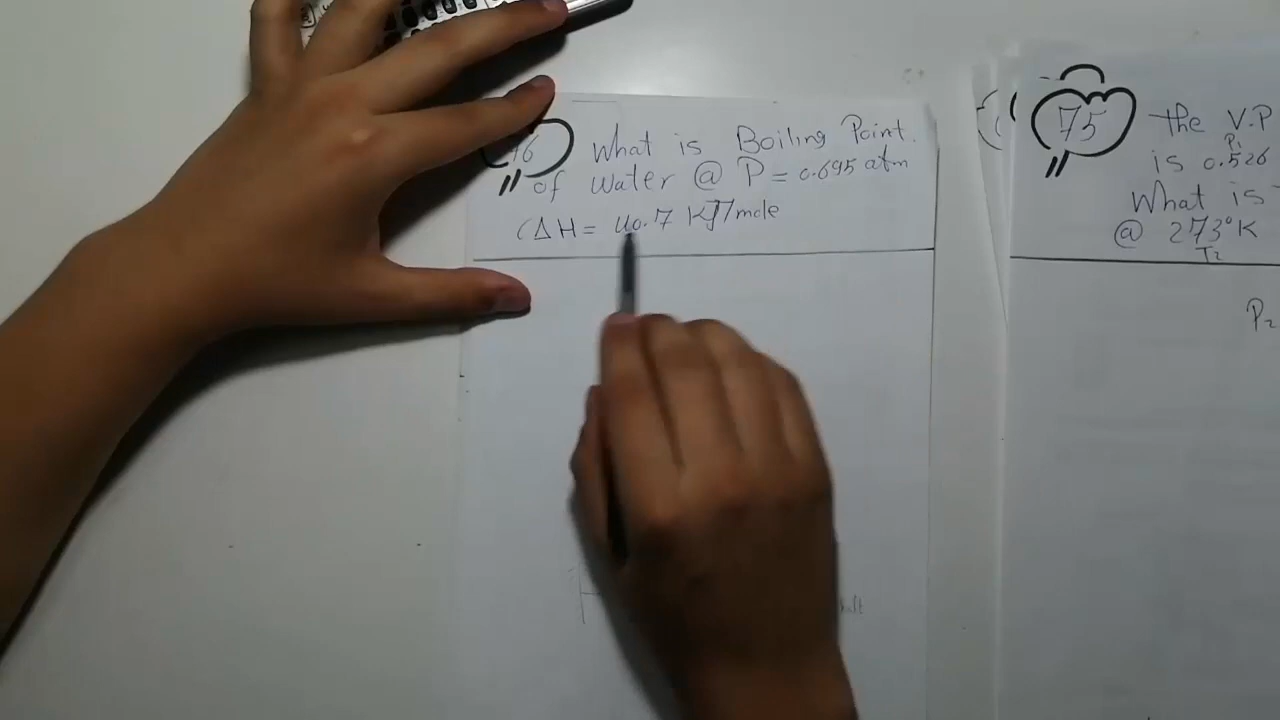 76 What is Boiling Point.
of water @ P = 0.695 atm
(ΔH = 40.7 KJ/mole
75 the V.P
P₁
is 0.526
What is
@ 273°K
T₂
P₂